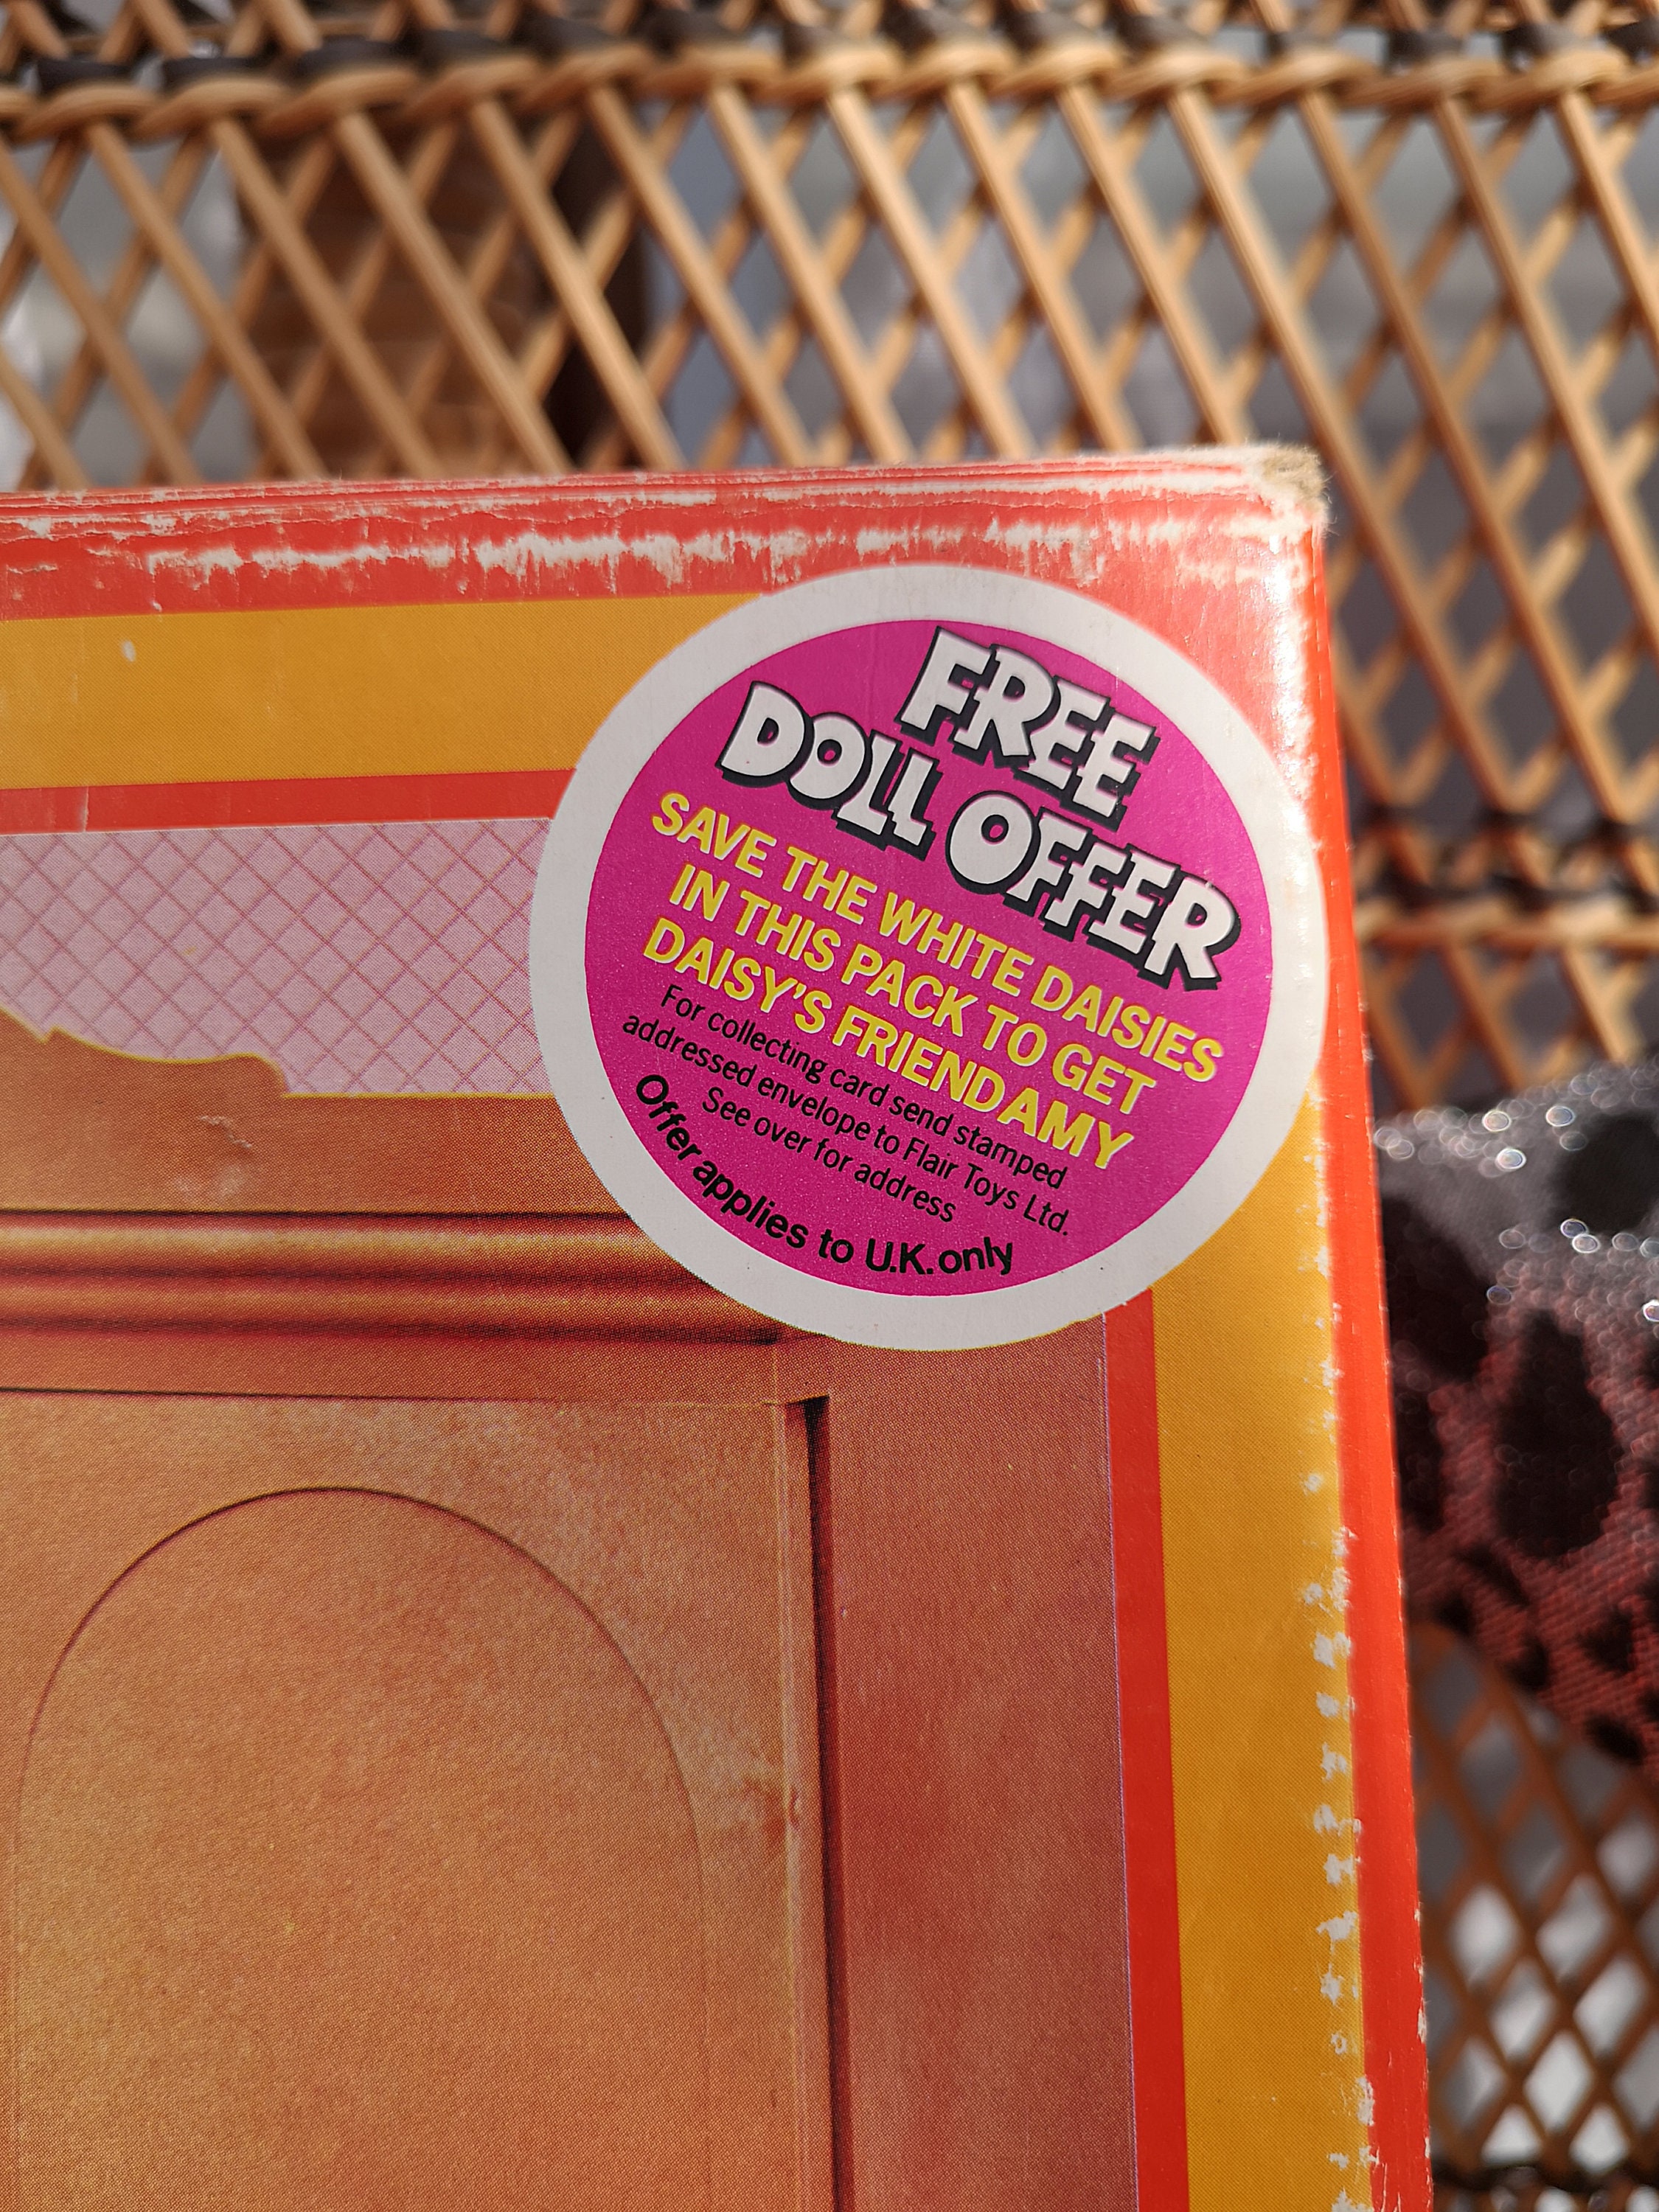 FREE
DOLL OFFER
SAVE THE WHITE DAISIES
IN THIS PACK TO GET
DAISY'S FRIEND AMY
For collecting card send stamped
addressed envelope to Flair Toys Ltd.
See over for address
Offer applies to U.K. only